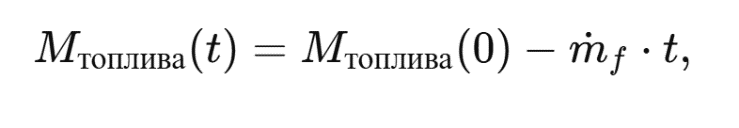 M_топлива(t) = M_топлива(0) − ṁ_f · t,